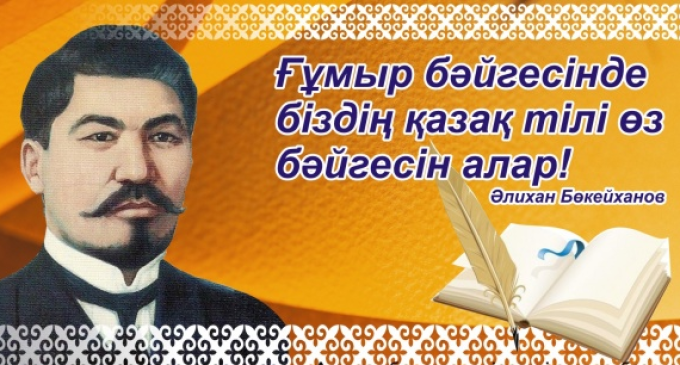 Ғұмыр бәйгесінде
біздің қазақ тілі өз
бәйгесін алар!
Әлихан Бөкейханов